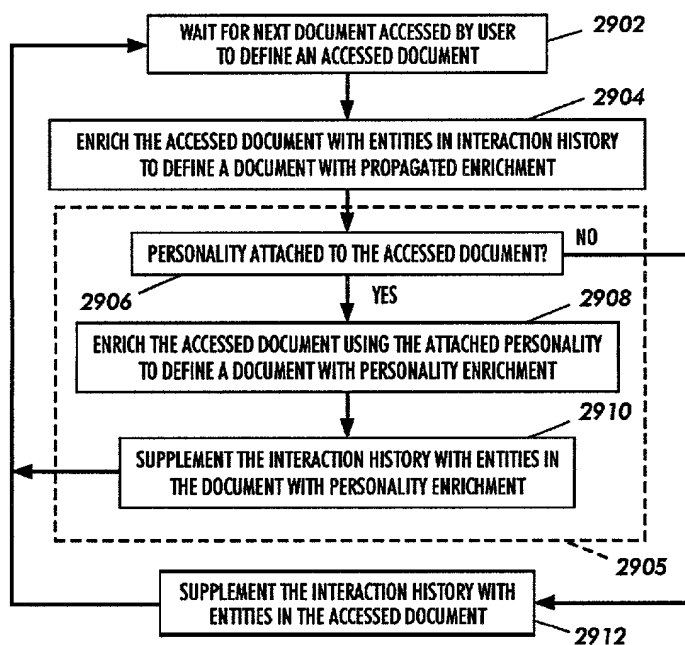 WAIT FOR NEXT DOCUMENT ACCESSED BY USER
TO DEFINE AN ACCESSED DOCUMENT
2902
2904
ENRICH THE ACCESSED DOCUMENT WITH ENTITIES IN INTERACTION HISTORY
TO DEFINE A DOCUMENT WITH PROPAGATED ENRICHMENT
PERSONALITY ATTACHED TO THE ACCESSED DOCUMENT?
NO
2906
YES
2908
ENRICH THE ACCESSED DOCUMENT USING THE ATTACHED PERSONALITY
TO DEFINE A DOCUMENT WITH PERSONALITY ENRICHMENT
2910
SUPPLEMENT THE INTERACTION HISTORY WITH ENTITIES IN
THE DOCUMENT WITH PERSONALITY ENRICHMENT
2905
SUPPLEMENT THE INTERACTION HISTORY WITH
ENTITIES IN THE ACCESSED DOCUMENT
2912